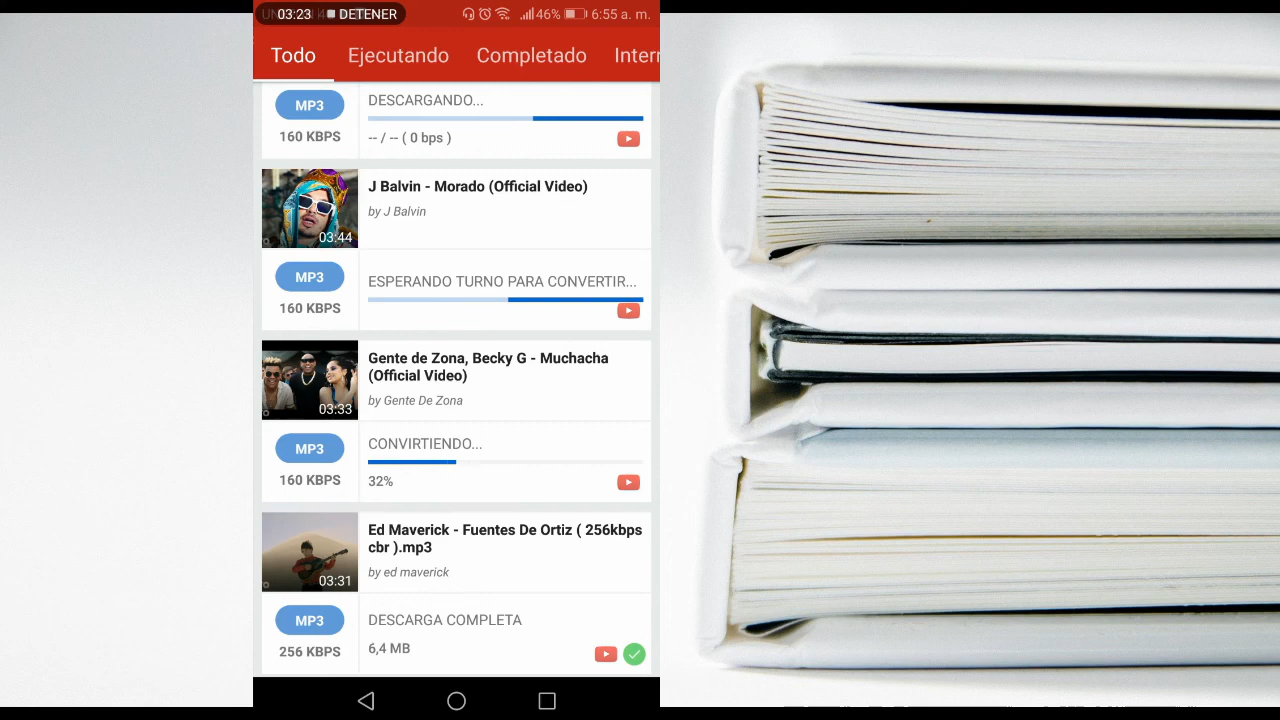 03:23 DETENER 46% 6:55 a. m.
Todo Ejecutando Completado Interr
MP3 DESCARGANDO...
160 KBPS -- / -- ( 0 bps )
J Balvin - Morado (Official Video)
by J Balvin
03:44
MP3 ESPERANDO TURNO PARA CONVERTIR...
160 KBPS
Gente de Zona, Becky G - Muchacha
(Official Video)
by Gente De Zona
03:33
MP3 CONVIRTIENDO...
160 KBPS 32%
Ed Maverick - Fuentes De Ortiz ( 256kbps
cbr ).mp3
by ed maverick
03:31
MP3 DESCARGA COMPLETA
256 KBPS 6,4 MB